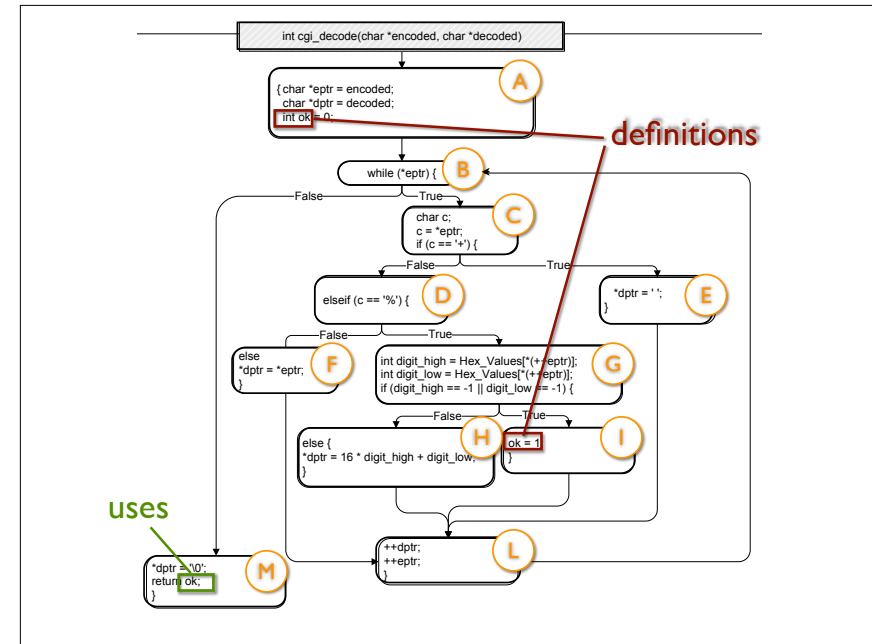 int cgi_decode(char *encoded, char *decoded)
{ char *eptr = encoded;
char *dptr = decoded;
int ok = 0;
A
definitions
while (*eptr) {
B
False
True
char c;
c = *eptr;
if (c == '+') {
C
False
True
elseif (c == '%') {
D
*dptr = ' ';
}
E
False
True
else
*dptr = *eptr;
}
F
int digit_high = Hex_Values[*(++eptr)];
int digit_low = Hex_Values[*(++eptr)];
if (digit_high == -1 || digit_low == -1) {
G
False
True
else {
*dptr = 16 * digit_high + digit_low;
}
H
ok = 1;
}
I
uses
*dptr = '\0';
return ok;
}
M
++dptr;
++eptr;
}
L